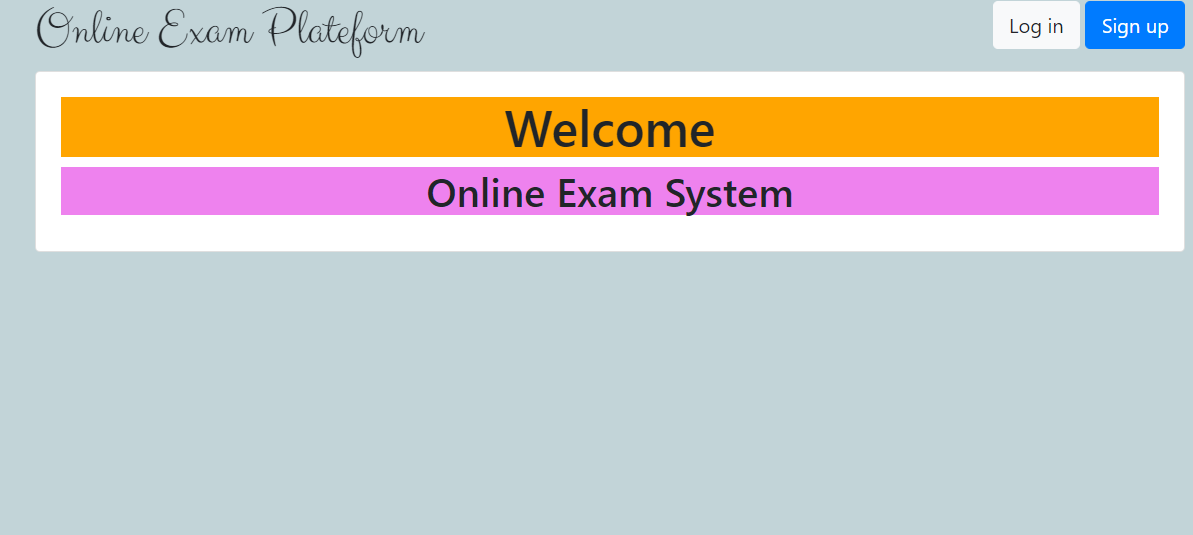 Online Exam Plateform
Log in
Sign up
Welcome
Online Exam System